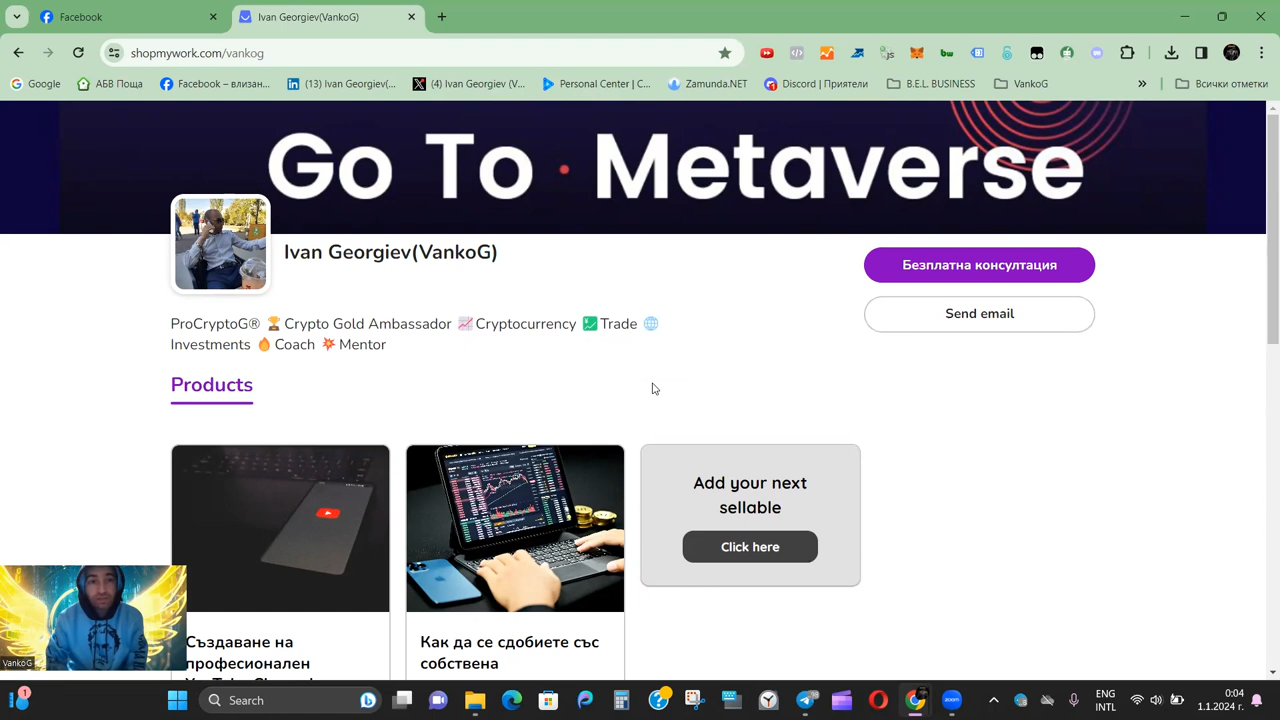 Facebook
Ivan Georgiev(VankoG)
shopmywork.com/vankog
Google
АБВ Поща
Facebook – влизан...
(13) Ivan Georgiev(...
(4) Ivan Georgiev (V...
Personal Center | C...
Zamunda.NET
Discord | Приятели
B.E.L. BUSINESS
VankoG
»
Всички отметки
Go To • Metaverse
Ivan Georgiev(VankoG)
Безплатна консултация
Send email
ProCryptoG® 🏆Crypto Gold Ambassador 📈Cryptocurrency 💹Trade 🌐
Investments 🔥Coach 💥Mentor
Products
Add your next
sellable
Click here
Създаване на
професионален
Как да се сдобиете със
собствена
VankoG
1
Search
ENG
INTL
0:04
1.1.2024 г.
zoom